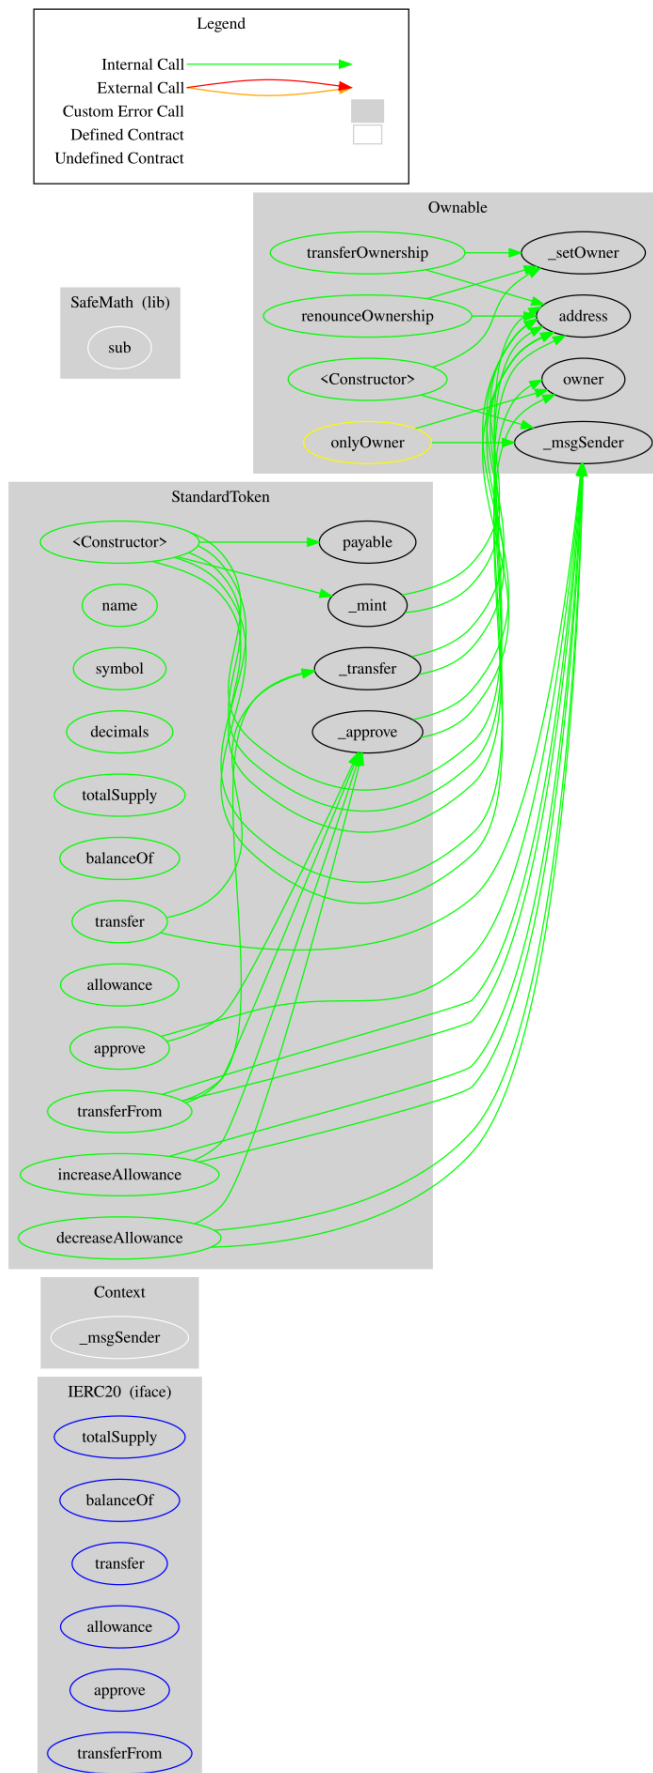 Legend
Internal Call
External Call
Custom Error Call
Defined Contract
Undefined Contract
Ownable
transferOwnership
_setOwner
renounceOwnership
address
<Constructor>
owner
onlyOwner
_msgSender
SafeMath  (lib)
sub
StandardToken
<Constructor>
payable
name
_mint
symbol
_transfer
decimals
_approve
totalSupply
balanceOf
transfer
allowance
approve
transferFrom
increaseAllowance
decreaseAllowance
Context
_msgSender
IERC20  (iface)
totalSupply
balanceOf
transfer
allowance
approve
transferFrom